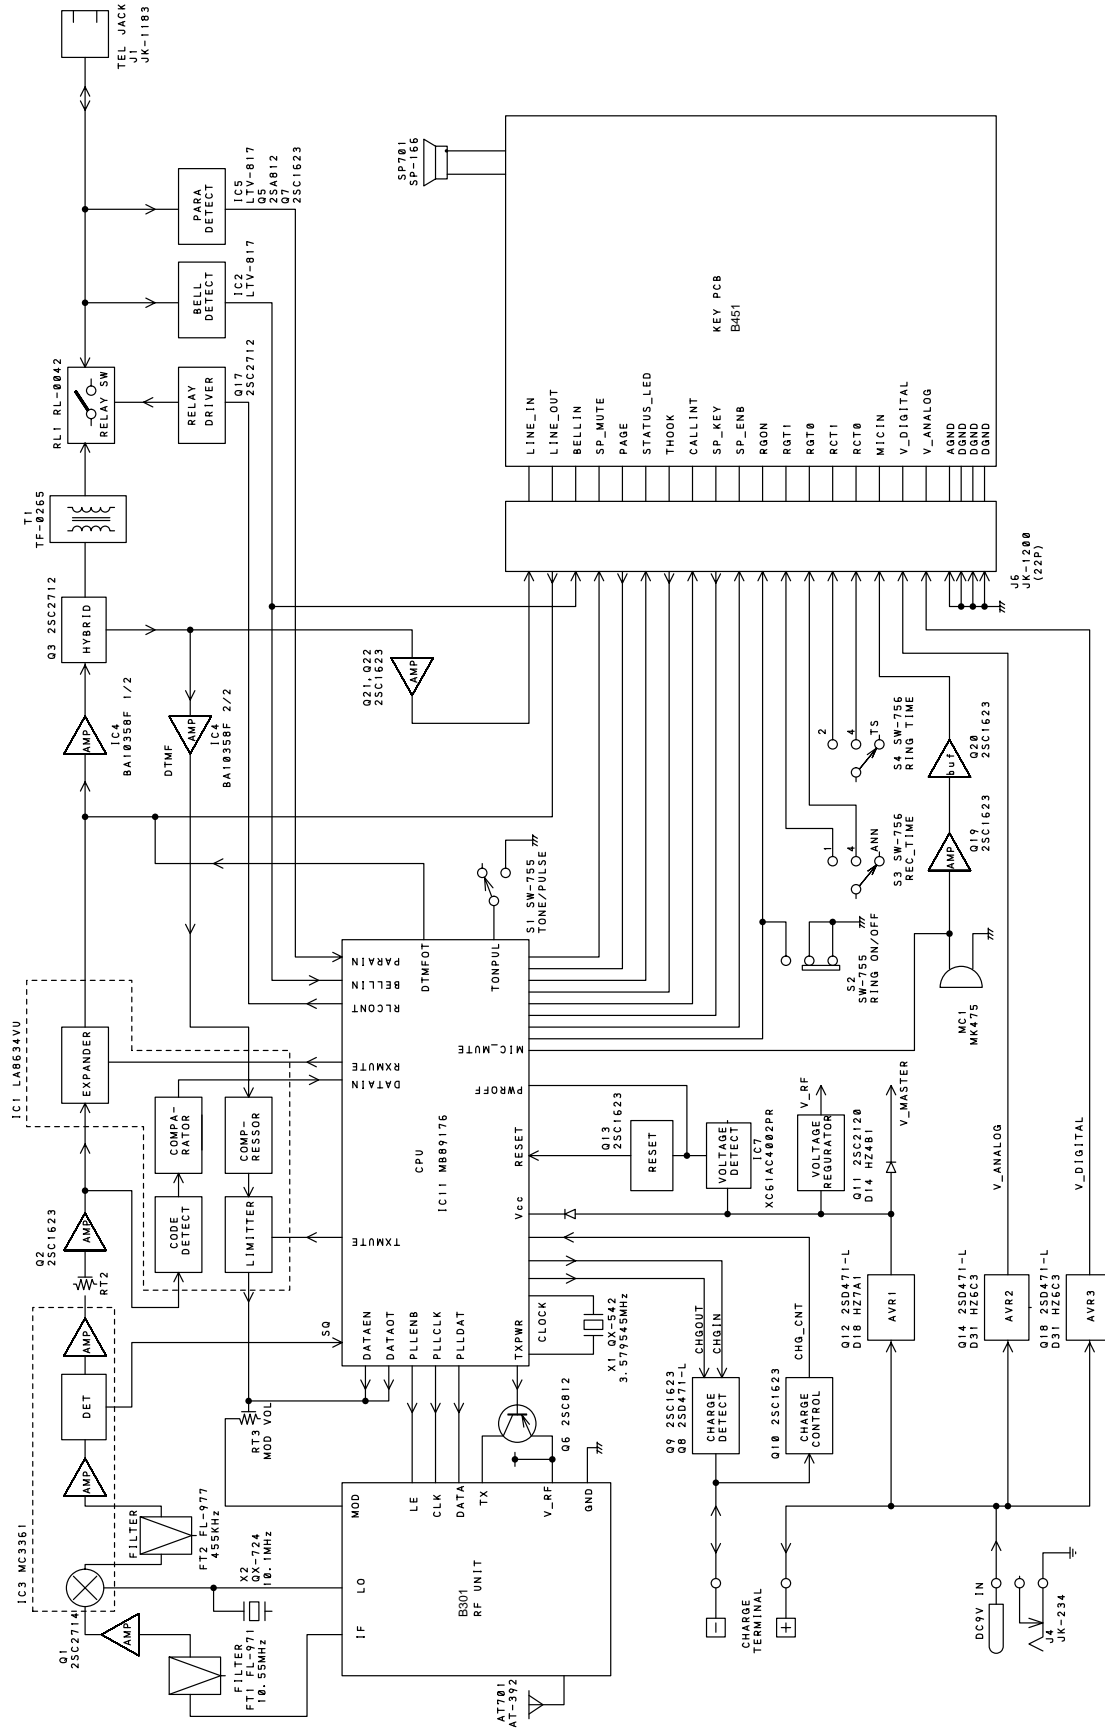 TEL JACK
J1
JK-1183
SP701
SP-166
PARA
DETECT
IC5
LTV-817
Q5
2SA812
Q7
2SC1623
BELL
DETECT
IC2
LTV-817
RELAY
DRIVER
Q17
2SC2712
RL1 RL-0042
RELAY SW
T1
TF-0265
Q3 2SC2712
HYBRID
AMP
IC4
BA10358F 1/2
DTMF
AMP
IC4
BA10358F 2/2
Q21,Q22
2SC1623
AMP
KEY PCB
B451
LINE_IN
LINE_OUT
BELLIN
SP_MUTE
PAGE
STATUS_LED
THOOK
CALLINT
SP_KEY
SP_ENB
RGON
RGT1
RGT0
RCT1
RCT0
MICIN
V_DIGITAL
V_ANALOG
AGND
DGND
DGND
DGND
J6
JK-1200
(22P)
2
4
TS
S4 SW-756
RING TIME
1
4
ANN
S3 SW-756
REC_TIME
buf
Q20
2SC1623
AMP
Q19
2SC1623
S1 SW-755
TONE/PULSE
S2
SW-755
RING ON/OFF
MC1
MK475
IC1 LA8634VU
EXPANDER
COMPA-
RATOR
COMP-
RESSOR
CODE
DETECT
LIMITTER
Q2
2SC1623
AMP
RT2
IC3 MC3361
AMP
DET
AMP
FILTER
FT2 FL-977
455KHz
Q1
2SC2714
AMP
FILTER
FT1 FL-971
10.55MHz
X2
QX-724
10.1MHz
RT3
MOD VOL
CPU
IC11 MB89176
PARAIN
BELLIN
RLCONT
RXMUTE
DATAIN
TXMUTE
SQ
DTMFOT
TONPUL
MIC_MUTE
PWROFF
RESET
Vcc
DATAEN
DATAOT
PLLENB
PLLCLK
PLLDAT
TXPWR
CLOCK
X1 QX-542
3.579545MHz
Q6 2SC812
B301
RF UNIT
MOD
LO
IF
LE
CLK
DATA
TX
V_RF
GND
AT701
AT-392
Q13
2SC1623
RESET
VOLTAGE
DETECT
IC7
XC61AC4002PR
VOLTAGE
REGURATOR
Q11 2SC2120
D14 HZ4B1
V_RF
V_MASTER
V_ANALOG
V_DIGITAL
Q12 2SD471-L
D18 HZ7A1
AVR1
Q14 2SD471-L
D31 HZ6C3
AVR2
Q18 2SD471-L
D31 HZ6C3
AVR3
CHGOUT
CHGIN
CHG_CNT
Q9 2SC1623
Q8 2SD471-L
CHARGE
DETECT
Q10 2SC1623
CHARGE
CONTROL
-
CHARGE
TERMINAL
+
DC9V IN
J4
JK-234